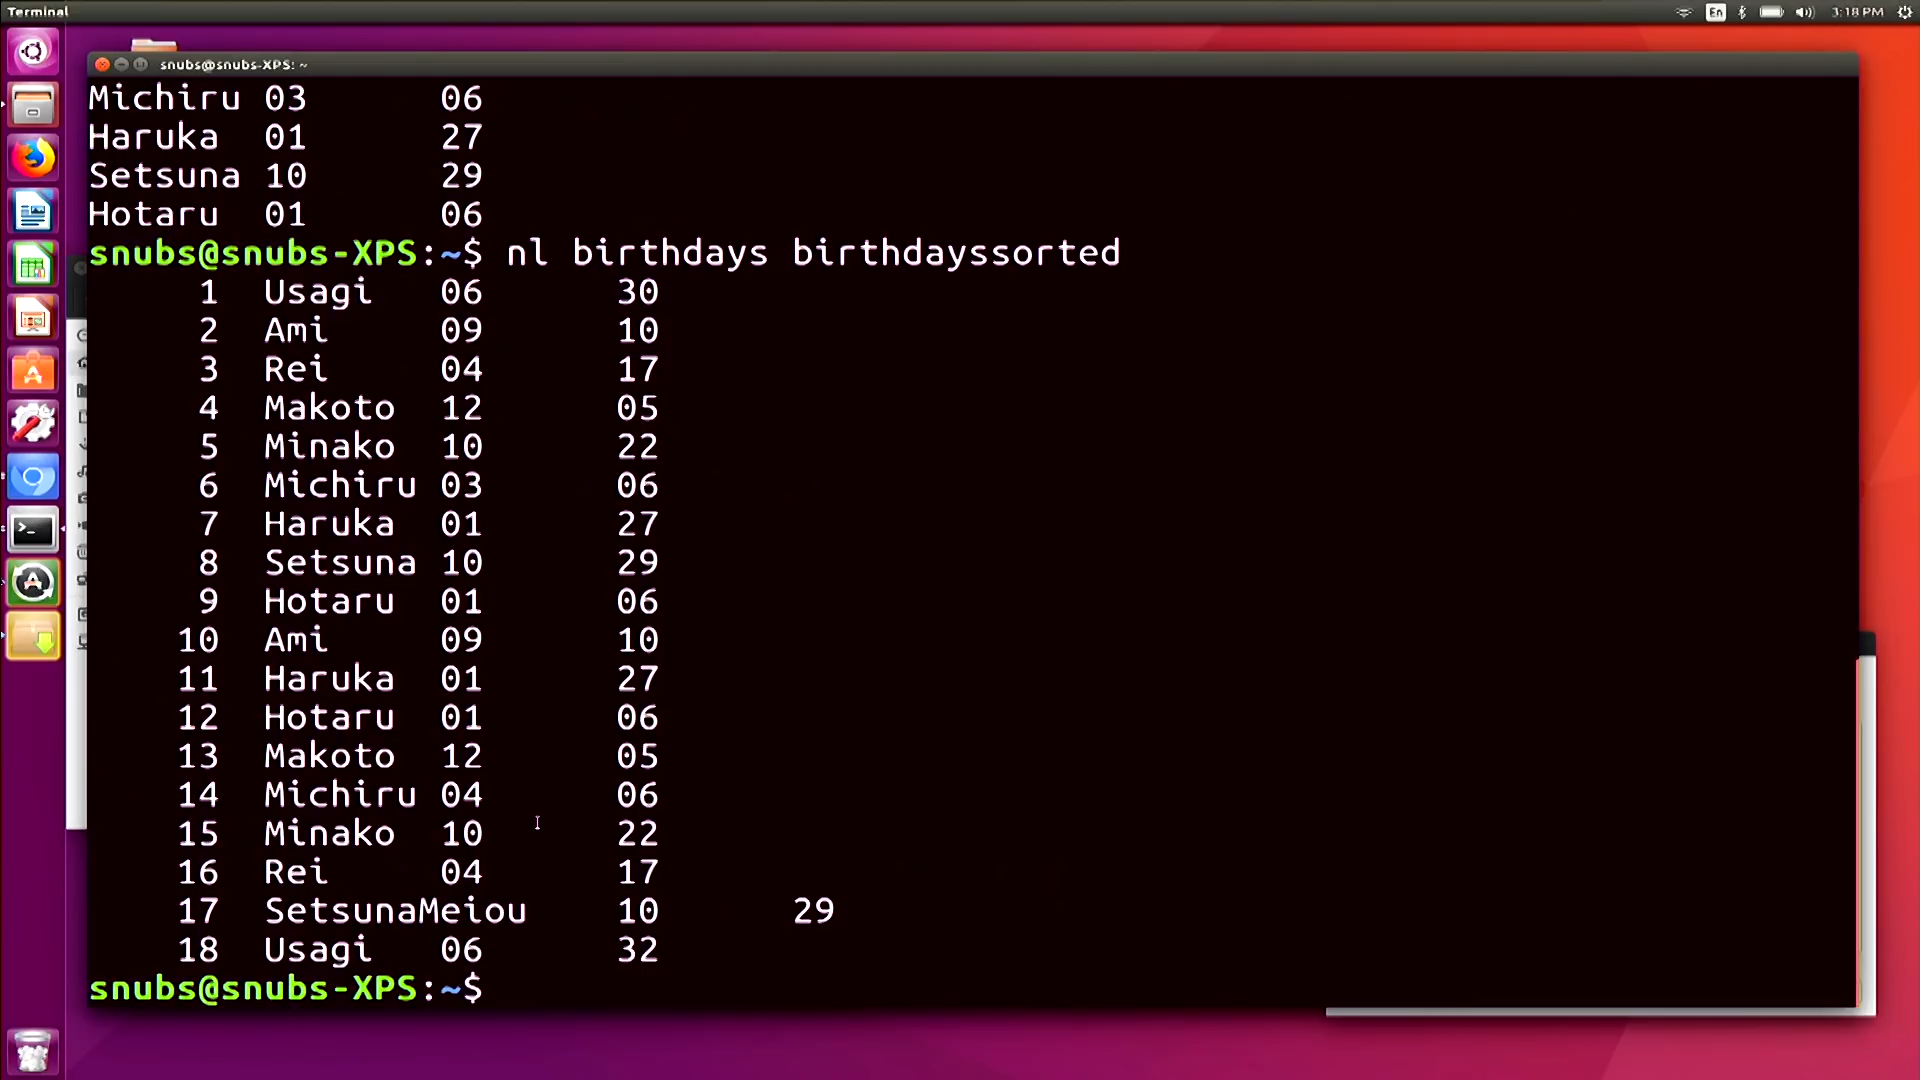 Terminal
En
3:18 PM
snubs@snubs-XPS: ~
Michiru 03 06
Haruka 01 27
Setsuna 10 29
Hotaru 01 06
snubs@snubs-XPS:~$ nl birthdays birthdayssorted
1 Usagi 06 30
2 Ami 09 10
3 Rei 04 17
4 Makoto 12 05
5 Minako 10 22
6 Michiru 03 06
7 Haruka 01 27
8 Setsuna 10 29
9 Hotaru 01 06
10 Ami 09 10
11 Haruka 01 27
12 Hotaru 01 06
13 Makoto 12 05
14 Michiru 04 06
15 Minako 10 22
16 Rei 04 17
17 SetsunaMeiou 10 29
18 Usagi 06 32
snubs@snubs-XPS:~$